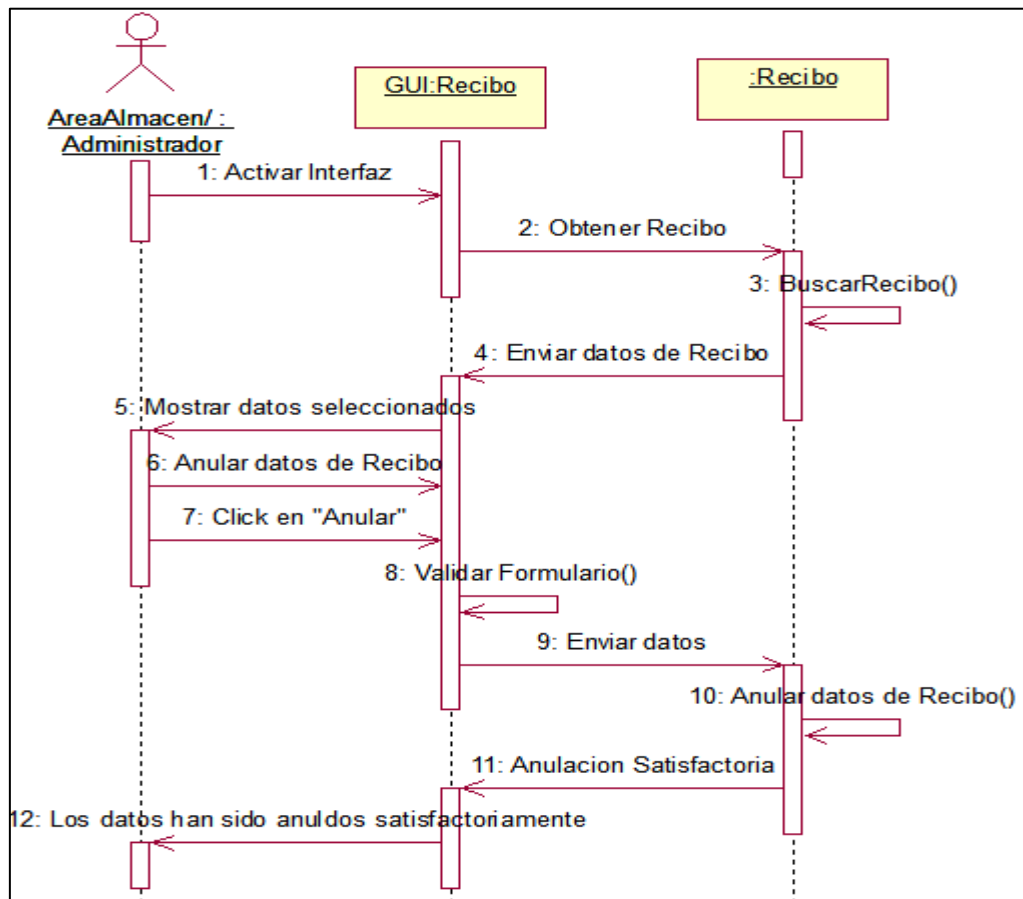 AreaAlmacen/ :
Administrador
GUI:Recibo
:Recibo
1: Activar Interfaz
2: Obtener Recibo
3: BuscarRecibo()
4: Enviar datos de Recibo
5: Mostrar datos seleccionados
6: Anular datos de Recibo
7: Click en "Anular"
8: Validar Formulario()
9: Enviar datos
10: Anular datos de Recibo()
11: Anulacion Satisfactoria
12: Los datos han sido anuldos satisfactoriamente